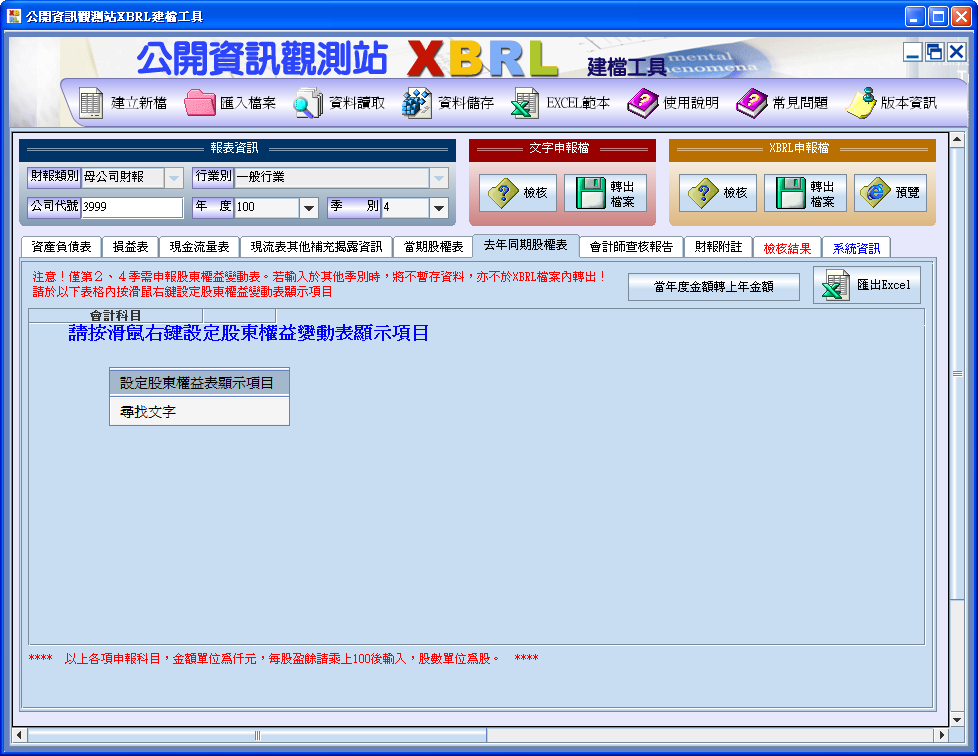 公開資訊觀測站XBRL建檔工具
公開資訊觀測站 XBRL 建檔工具
mental
enomena
建立新檔 匯入檔案 資料讀取 資料儲存 EXCEL範本 使用說明 常見問題 版本資訊
報表資訊 文字申報檔 XBRL申報檔
財報類別 母公司財報 行業別 一般行業
檢核 轉出檔案 檢核 轉出檔案 預覽
公司代號 3999 年 度 100 季 別 4
資產負債表 損益表 現金流量表 現流表其他補充揭露資訊 當期股權表 去年同期股權表 會計師查核報告 財報附註 檢核結果 系統資訊
注意！僅第２、４季需申報股東權益變動表。若輸入於其他季別時，將不暫存資料，亦不於XBRL檔案內轉出！
請於以下表格內按滑鼠右鍵設定股東權益變動表顯示項目
當年度金額轉上年金額 匯出Excel
會計科目
請按滑鼠右鍵設定股東權益變動表顯示項目
設定股東權益表顯示項目
尋找文字
**** 以上各項申報科目，金額單位為仟元，每股盈餘請乘上100後輸入，股數單位為股。 ****